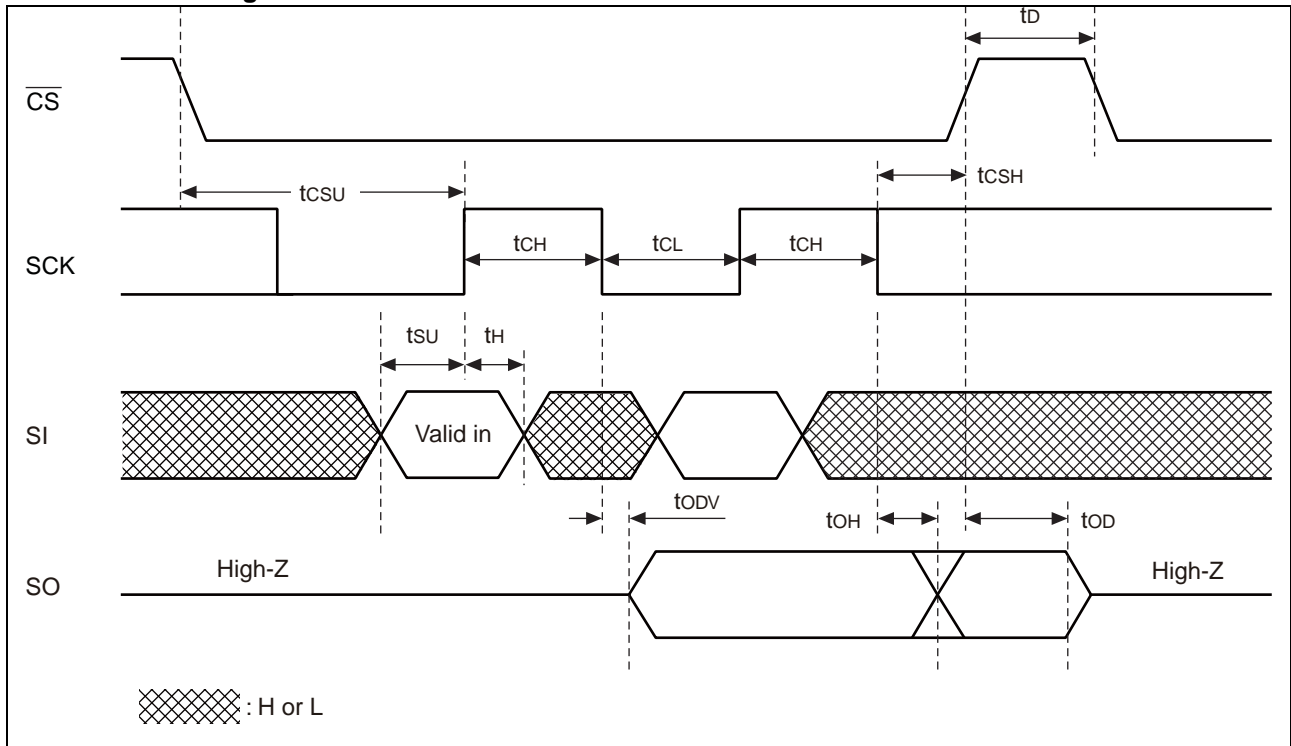 tD
CS
tCSU
tCSH
SCK
tCH
tCL
tCH
tSU
tH
SI
Valid in
tODV
tOH
tOD
SO
High-Z
High-Z
: H or L